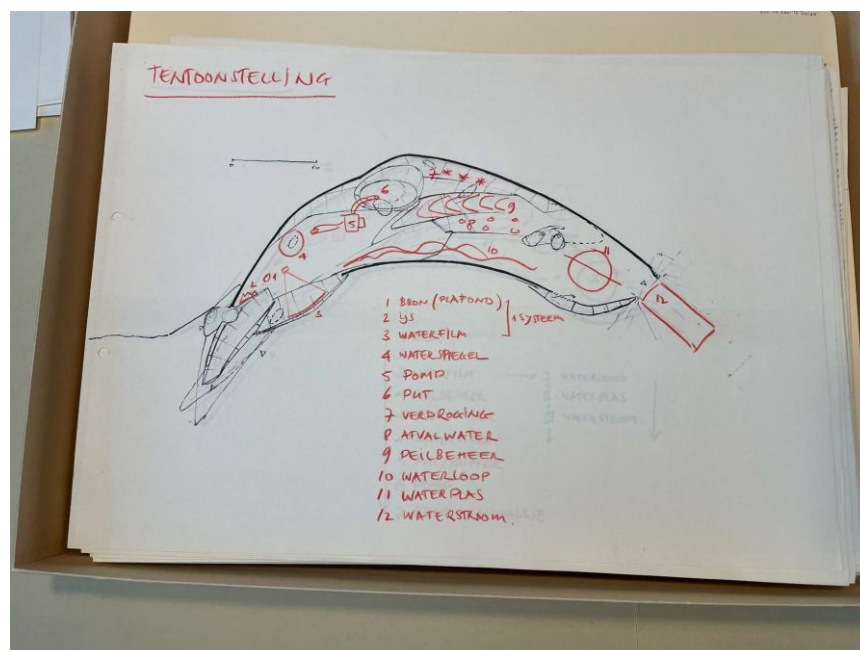 TENTOONSTELLING
1 BRON (PLAFOND)
2 IJS
1 SYSTEEM
3 WATERFILM
4 WATERSPIEGEL
5 POMP
6 PUT
7 VERDROGING
8 AFVALWATER
9 PEILBEHEER
10 WATERLOOP
11 WATERPLAS
12 WATERSTROOM.